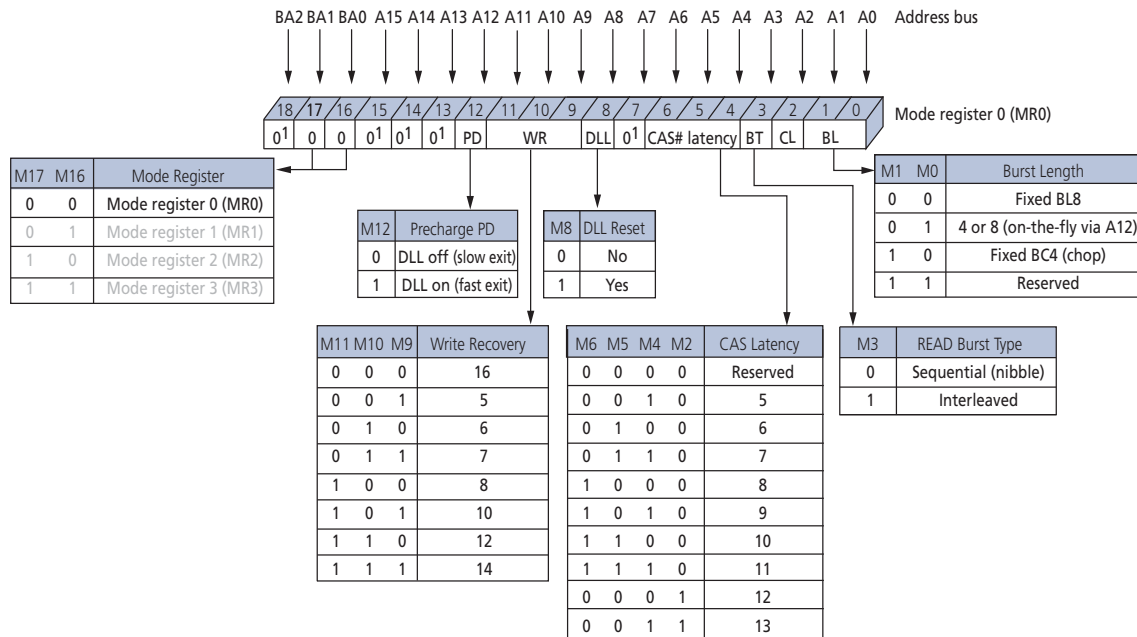 BA2 BA1 BA0 A15 A14 A13 A12 A11 A10 A9 A8 A7 A6 A5 A4 A3 A2 A1 A0 Address bus
18 17 16 15 14 13 12 11 10 9 8 7 6 5 4 3 2 1 0 Mode register 0 (MR0)
0¹ 0 0 0¹ 0¹ 0¹ PD WR DLL 0¹ CAS# latency BT CL BL
M17 M16 Mode Register
0 0 Mode register 0 (MR0)
0 1 Mode register 1 (MR1)
1 0 Mode register 2 (MR2)
1 1 Mode register 3 (MR3)
M12 Precharge PD
0 DLL off (slow exit)
1 DLL on (fast exit)
M8 DLL Reset
0 No
1 Yes
M1 M0 Burst Length
0 0 Fixed BL8
0 1 4 or 8 (on-the-fly via A12)
1 0 Fixed BC4 (chop)
1 1 Reserved
M11 M10 M9 Write Recovery
0 0 0 16
0 0 1 5
0 1 0 6
0 1 1 7
1 0 0 8
1 0 1 10
1 1 0 12
1 1 1 14
M6 M5 M4 M2 CAS Latency
0 0 0 0 Reserved
0 0 1 0 5
0 1 0 0 6
0 1 1 0 7
1 0 0 0 8
1 0 1 0 9
1 1 0 0 10
1 1 1 0 11
0 0 0 1 12
0 0 1 1 13
M3 READ Burst Type
0 Sequential (nibble)
1 Interleaved